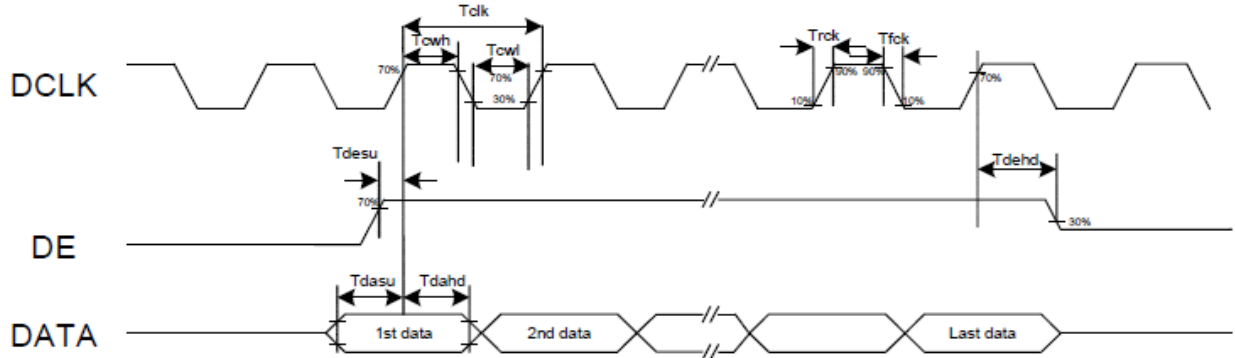 Tclk
Tcwh
Tcwl
Trck
Tfck
DCLK
70%
70%
30%
90%
90%
10%
10%
70%
Tdesu
Tdehd
70%
30%
DE
Tdasu
Tdahd
DATA
1st data
2nd data
Last data